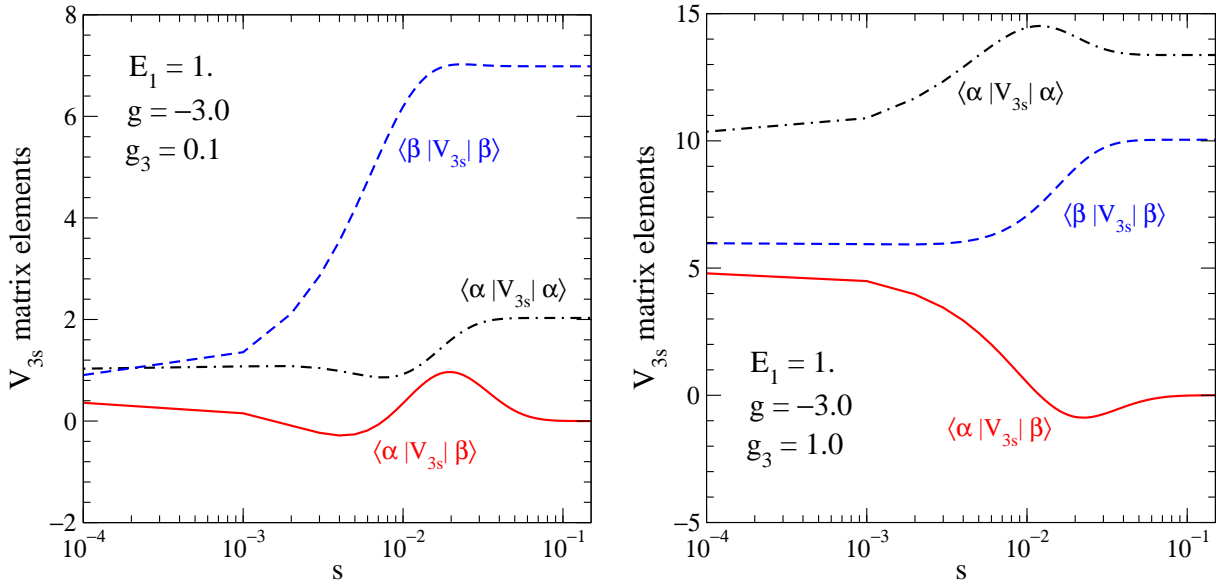 V₃ₛ matrix elements
8
6
4
2
0
−2
E₁ = 1.
g = −3.0
g₃ = 0.1
⟨β |V₃ₛ| β⟩
⟨α |V₃ₛ| α⟩
⟨α |V₃ₛ| β⟩
10⁻⁴
10⁻³
10⁻²
10⁻¹
s
V₃ₛ matrix elements
15
10
5
0
−5
⟨α |V₃ₛ| α⟩
⟨β |V₃ₛ| β⟩
E₁ = 1.
g = −3.0
g₃ = 1.0
⟨α |V₃ₛ| β⟩
10⁻⁴
10⁻³
10⁻²
10⁻¹
s